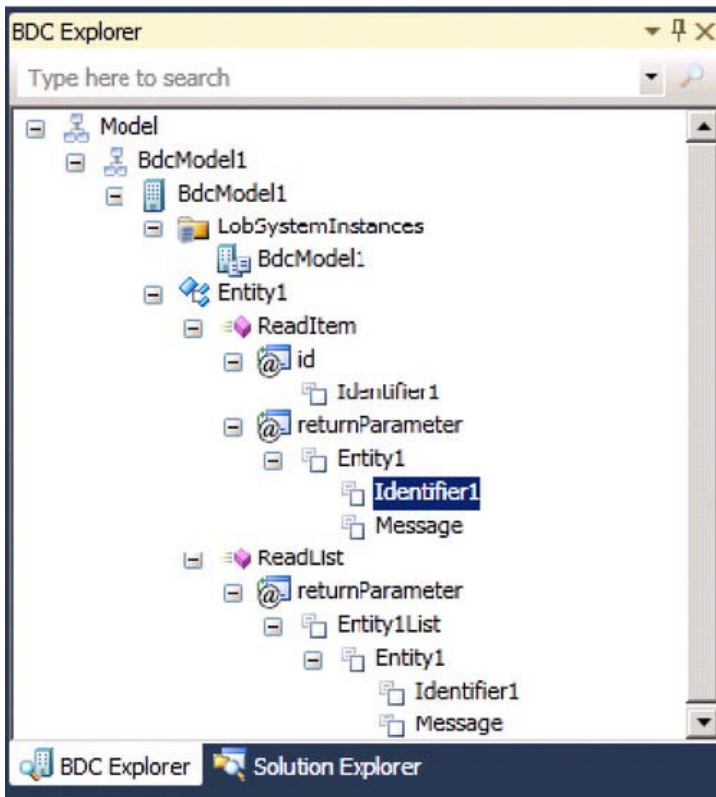 BDC Explorer
Type here to search
Model
BdcModel1
BdcModel1
LobSystemInstances
BdcModel1
Entity1
ReadItem
id
Identifier1
returnParameter
Entity1
Identifier1
Message
ReadList
returnParameter
Entity1List
Entity1
Identifier1
Message
BDC Explorer Solution Explorer